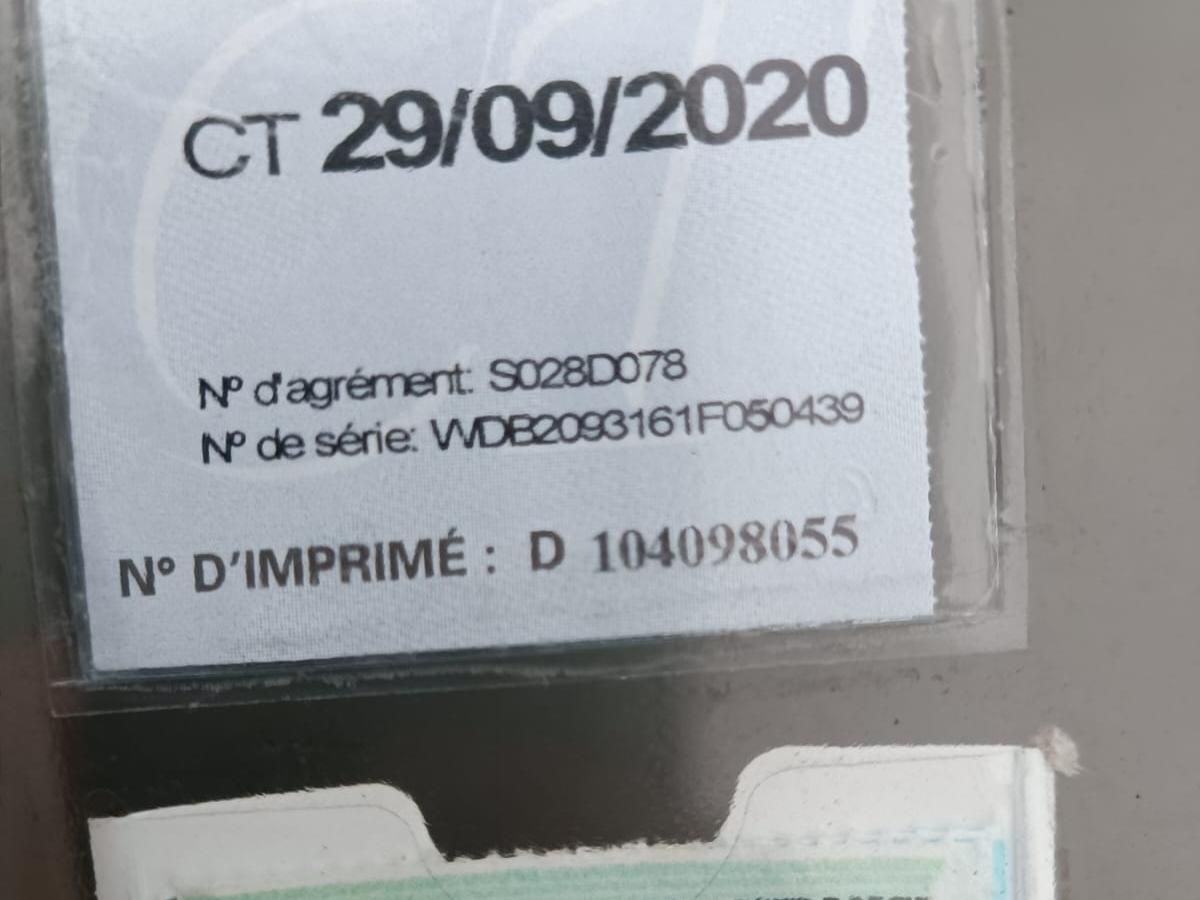 CT 29/09/2020
N° d'agrément: S028D078
N° de série: WDB2093161F050439
N° D'IMPRIMÉ : D 104098055